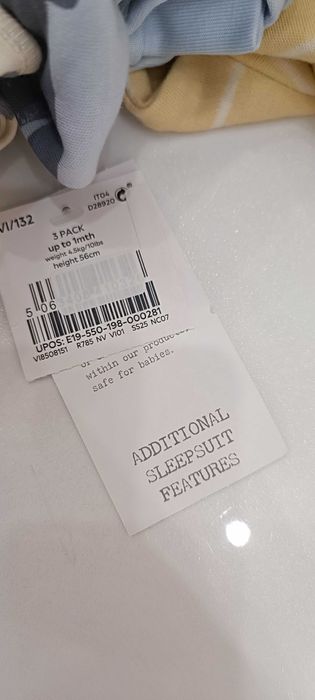 VI/132
IT04
D28920
3 PACK
up to 1mth
weight 4.5kg/10lbs
height 56cm
5 06
UPOS: E19-550-198-000281
VI8508151 R785 NV VI01 SS25 NC07
within our
safe for babies.
ADDITIONAL
SLEEPSUIT
FEATURES